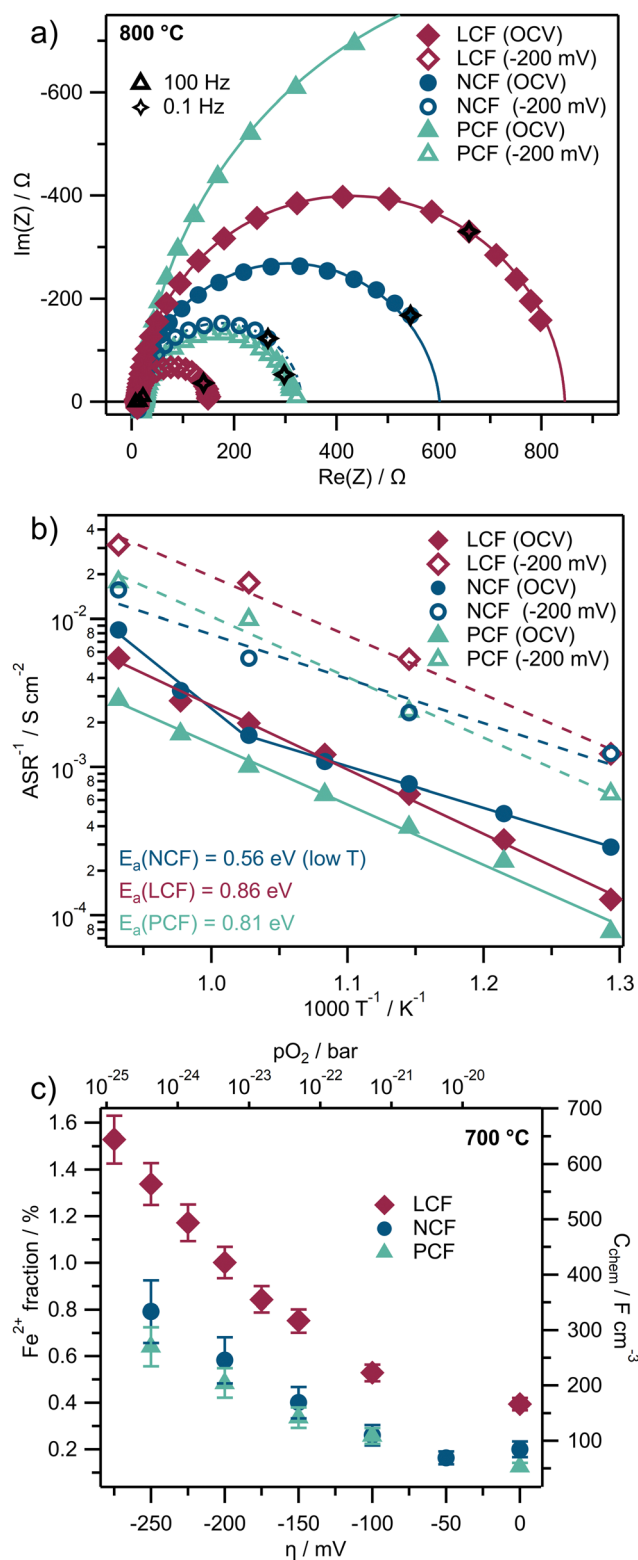 a)
800 °C
100 Hz
0.1 Hz
LCF (OCV)
LCF (-200 mV)
NCF (OCV)
NCF (-200 mV)
PCF (OCV)
PCF (-200 mV)
Im(Z) / Ω
-600
-400
-200
0
0 200 400 600 800
Re(Z) / Ω
b)
LCF (OCV)
LCF (-200 mV)
NCF (OCV)
NCF (-200 mV)
PCF (OCV)
PCF (-200 mV)
ASR⁻¹ / S cm⁻²
4
2
10⁻²
8
6
4
2
10⁻³
8
6
4
2
10⁻⁴
8
Eₐ(NCF) = 0.56 eV (low T)
Eₐ(LCF) = 0.86 eV
Eₐ(PCF) = 0.81 eV
1.0 1.1 1.2 1.3
1000 T⁻¹ / K⁻¹
pO₂ / bar
10⁻²⁵ 10⁻²⁴ 10⁻²³ 10⁻²² 10⁻²¹ 10⁻²⁰
c)
700 °C
LCF
NCF
PCF
Fe²⁺ fraction / %
1.6
1.4
1.2
1.0
0.8
0.6
0.4
0.2
700
600
500
400
300
200
100
C_chem / F cm⁻³
-250 -200 -150 -100 -50 0
η / mV